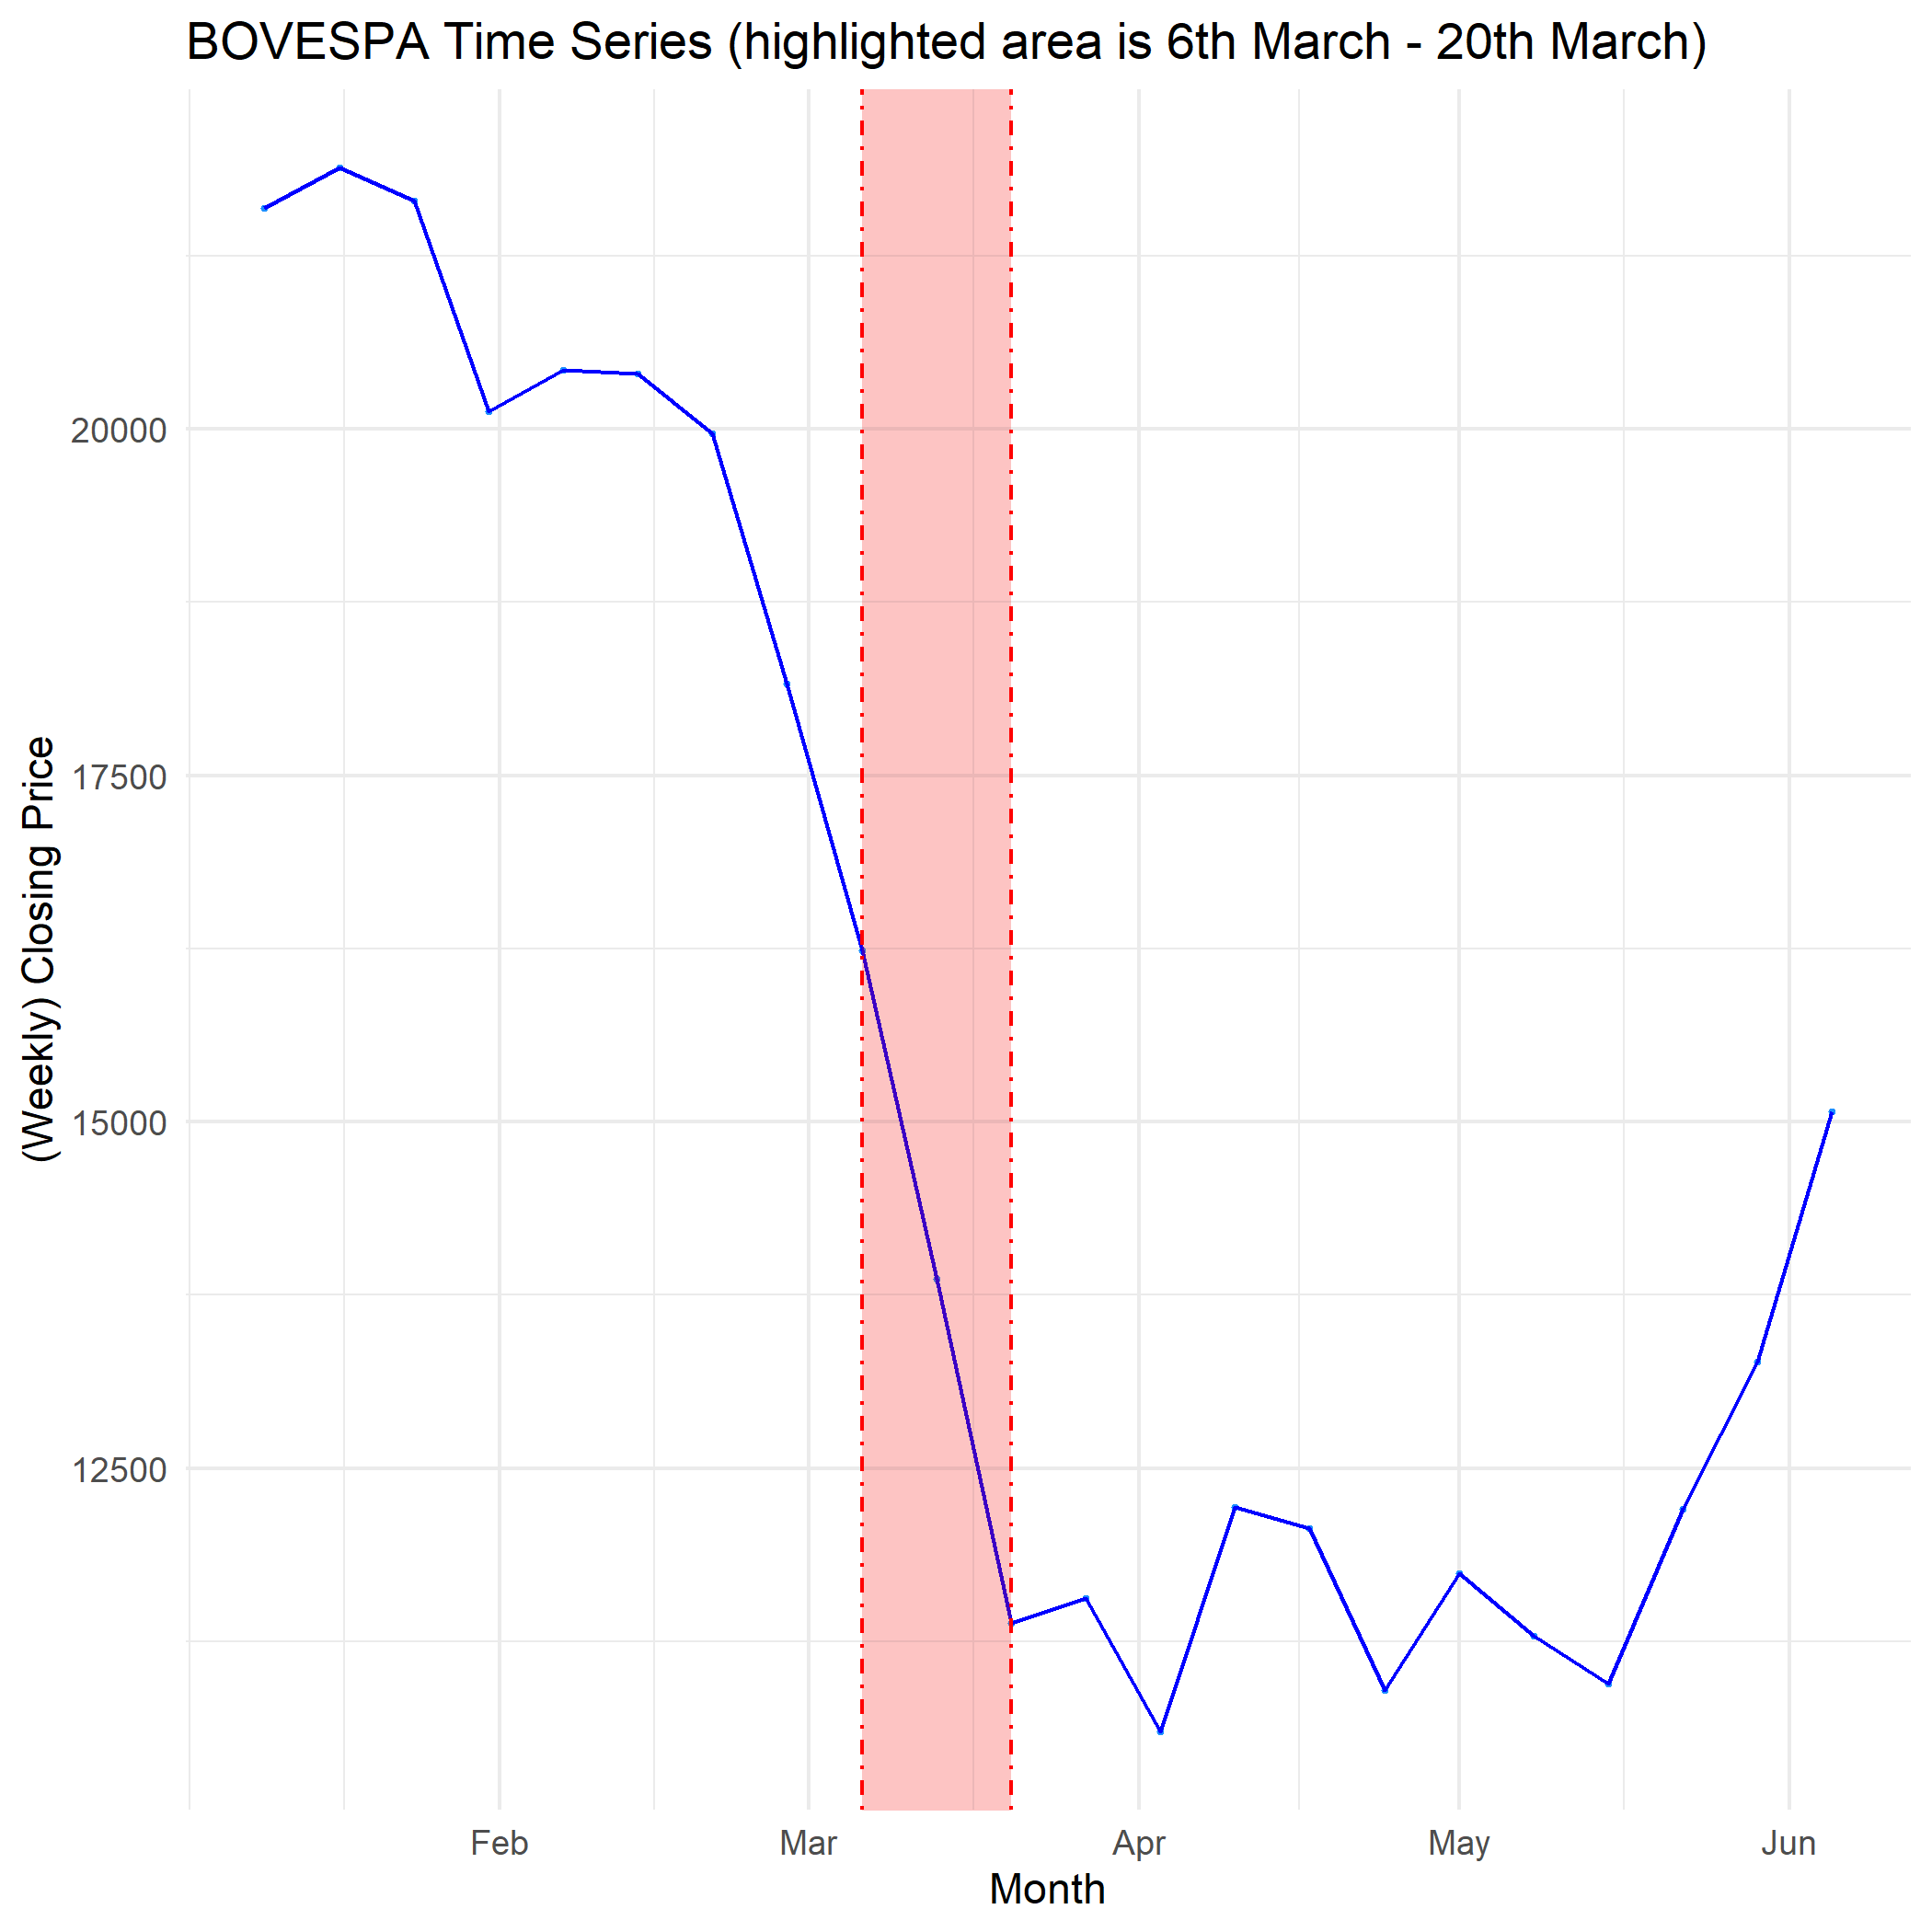 BOVESPA Time Series (highlighted area is 6th March - 20th March)
(Weekly) Closing Price
20000
17500
15000
12500
Feb
Mar
Apr
May
Jun
Month